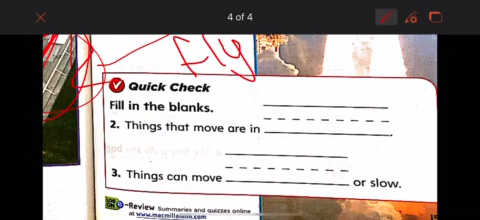 4 of 4
Fly
Quick Check
Fill in the blanks.
2. Things that move are in
3. Things can move
or slow.
-Review Summaries and quizzes online
at www.macmillanmh.com